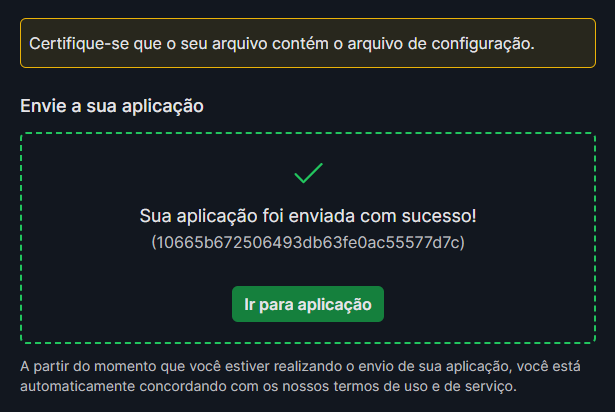 Certifique-se que o seu arquivo contém o arquivo de configuração.
Envie a sua aplicação
Sua aplicação foi enviada com sucesso!
(10665b672506493db63fe0ac55577d7c)
Ir para aplicação
A partir do momento que você estiver realizando o envio de sua aplicação, você está
automaticamente concordando com os nossos termos de uso e de serviço.